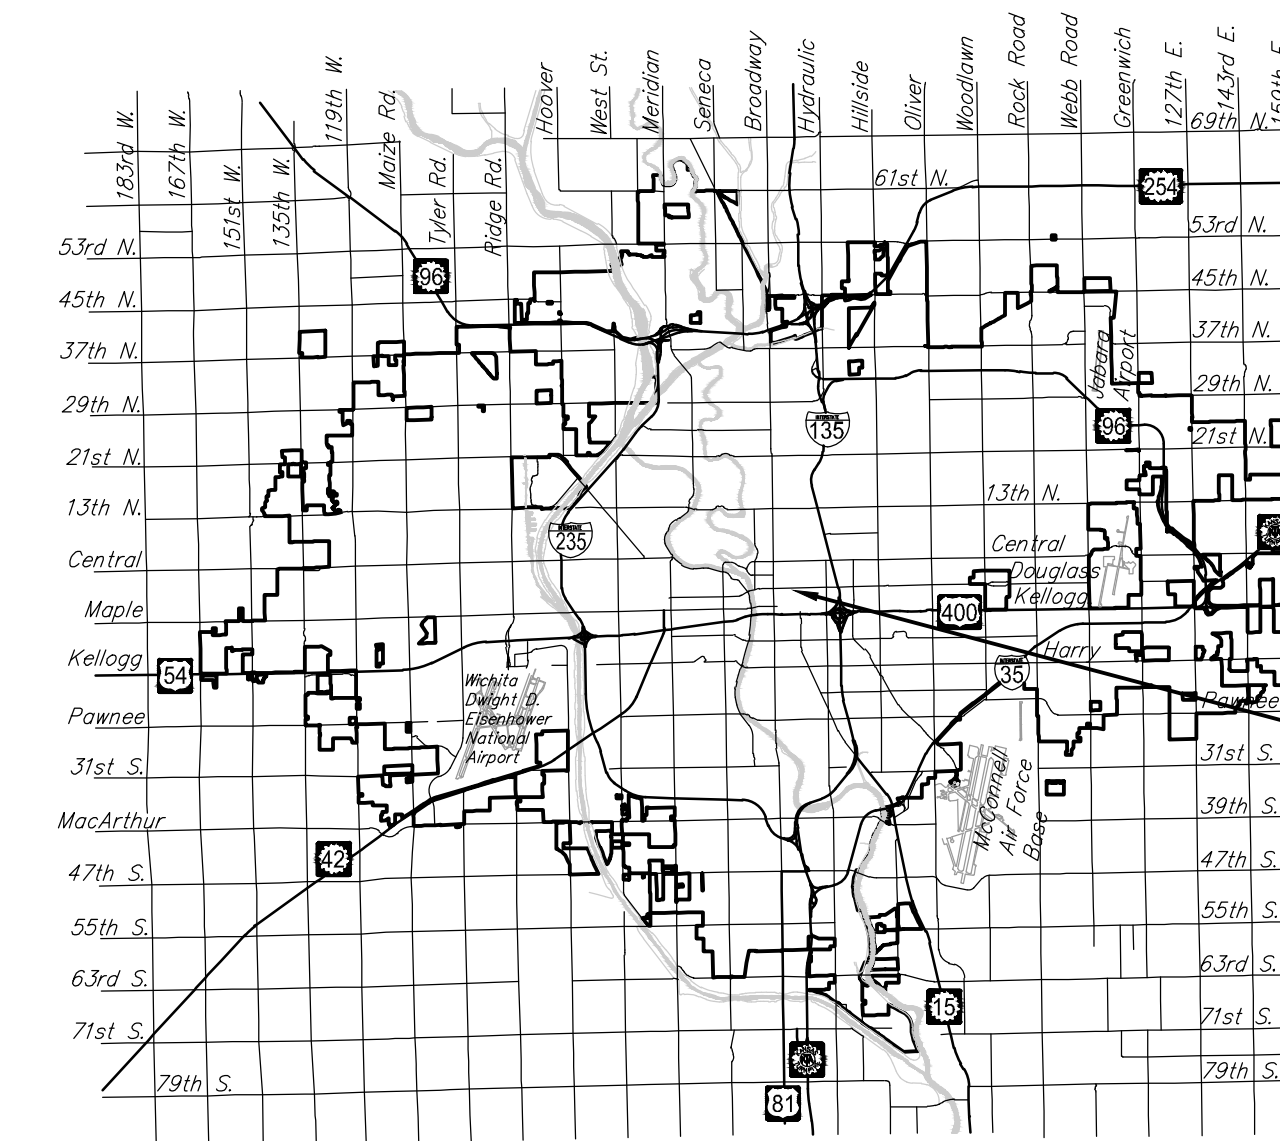 183rd W.
167th W.
151st W.
135th W.
119th W.
Maize Rd.
Tyler Rd.
Ridge Rd.
Hoover
West St.
Meridian
Seneca
Broadway
Hydraulic
Hillside
Oliver
Woodlawn
Rock Road
Webb Road
Greenwich
127th E.
143rd E.
69th N.
61st N.
254
53rd N.
53rd N.
96
45th N.
45th N.
37th N.
37th N.
Jabara
Airport
29th N.
29th N.
INTERSTATE
135
96
21st N.
21st N.
13th N.
13th N.
INTERSTATE
235
Central
Central
Douglass
Kellogg
Maple
400
Kellogg
54
Harry
INTERSTATE
35
Wichita
Dwight D.
Eisenhower
National
Airport
Pawnee
Pawnee
31st S.
31st S.
McConnell
Air Force
Base
39th S.
MacArthur
42
47th S.
47th S.
55th S.
55th S.
63rd S.
63rd S.
15
71st S.
71st S.
79th S.
79th S.
81